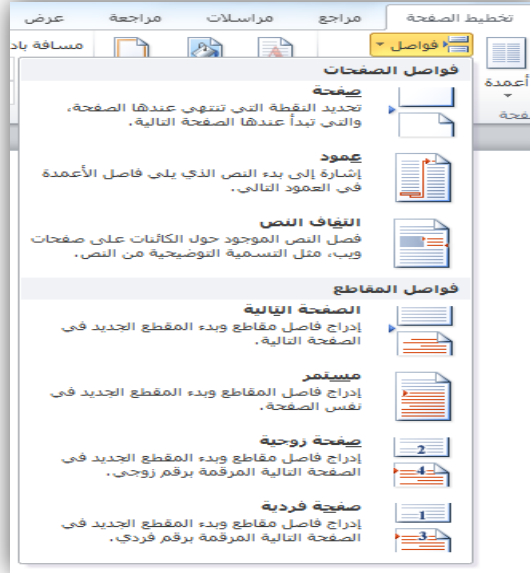 تخطيط الصفحة مراجع مراسلات مراجعة عرض
فواصل
مسافة
أعمدة
فواصل الصفحات
صفحة
تحديد النقطة التي تنتهي عندها الصفحة،
والتي تبدأ عندها الصفحة التالية.
عمود
إشارة إلى بدء النص الذي يلي فاصل الأعمدة
في العمود التالي.
التفاف النص
فصل النص الموجود حول الكائنات على صفحات
ويب، مثل التسمية التوضيحية من النص.
فواصل المقاطع
الصفحة التالية
إدراج فاصل مقاطع وبدء المقطع الجديد في
الصفحة التالية.
مستمر
إدراج فاصل المقاطع وبدء المقطع الجديد في
نفس الصفحة.
صفحة زوجية
إدراج فاصل مقاطع وبدء المقطع الجديد في
الصفحة التالية المرقمة برقم زوجي.
2
4
صفحة فردية
إدراج فاصل مقاطع وبدء المقطع الجديد في
الصفحة التالية المرقمة برقم فردي.
1
3